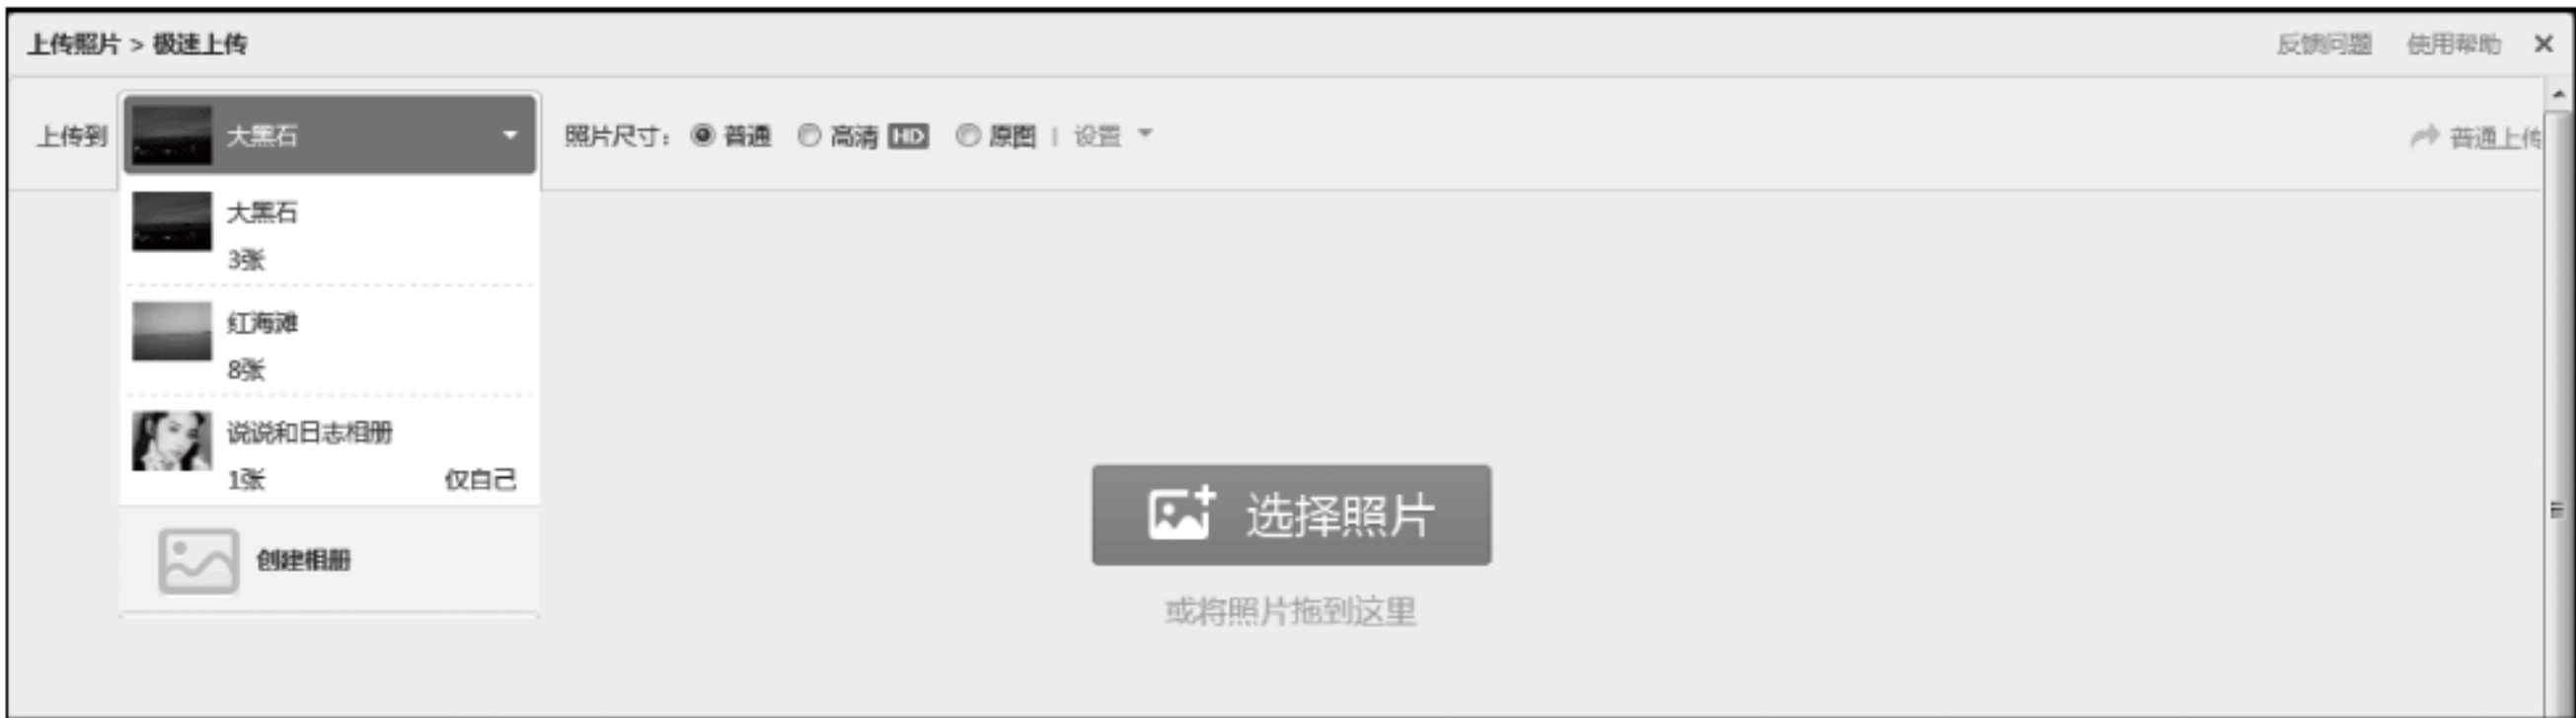 上传照片 > 极速上传
反馈问题 使用帮助
上传到 大黑石 照片尺寸： 普通 高清 HD 原图 | 设置 普通上传
大黑石
3张
红海滩
8张
说说和日志相册
1张 仅自己
创建相册
选择照片
或将照片拖到这里